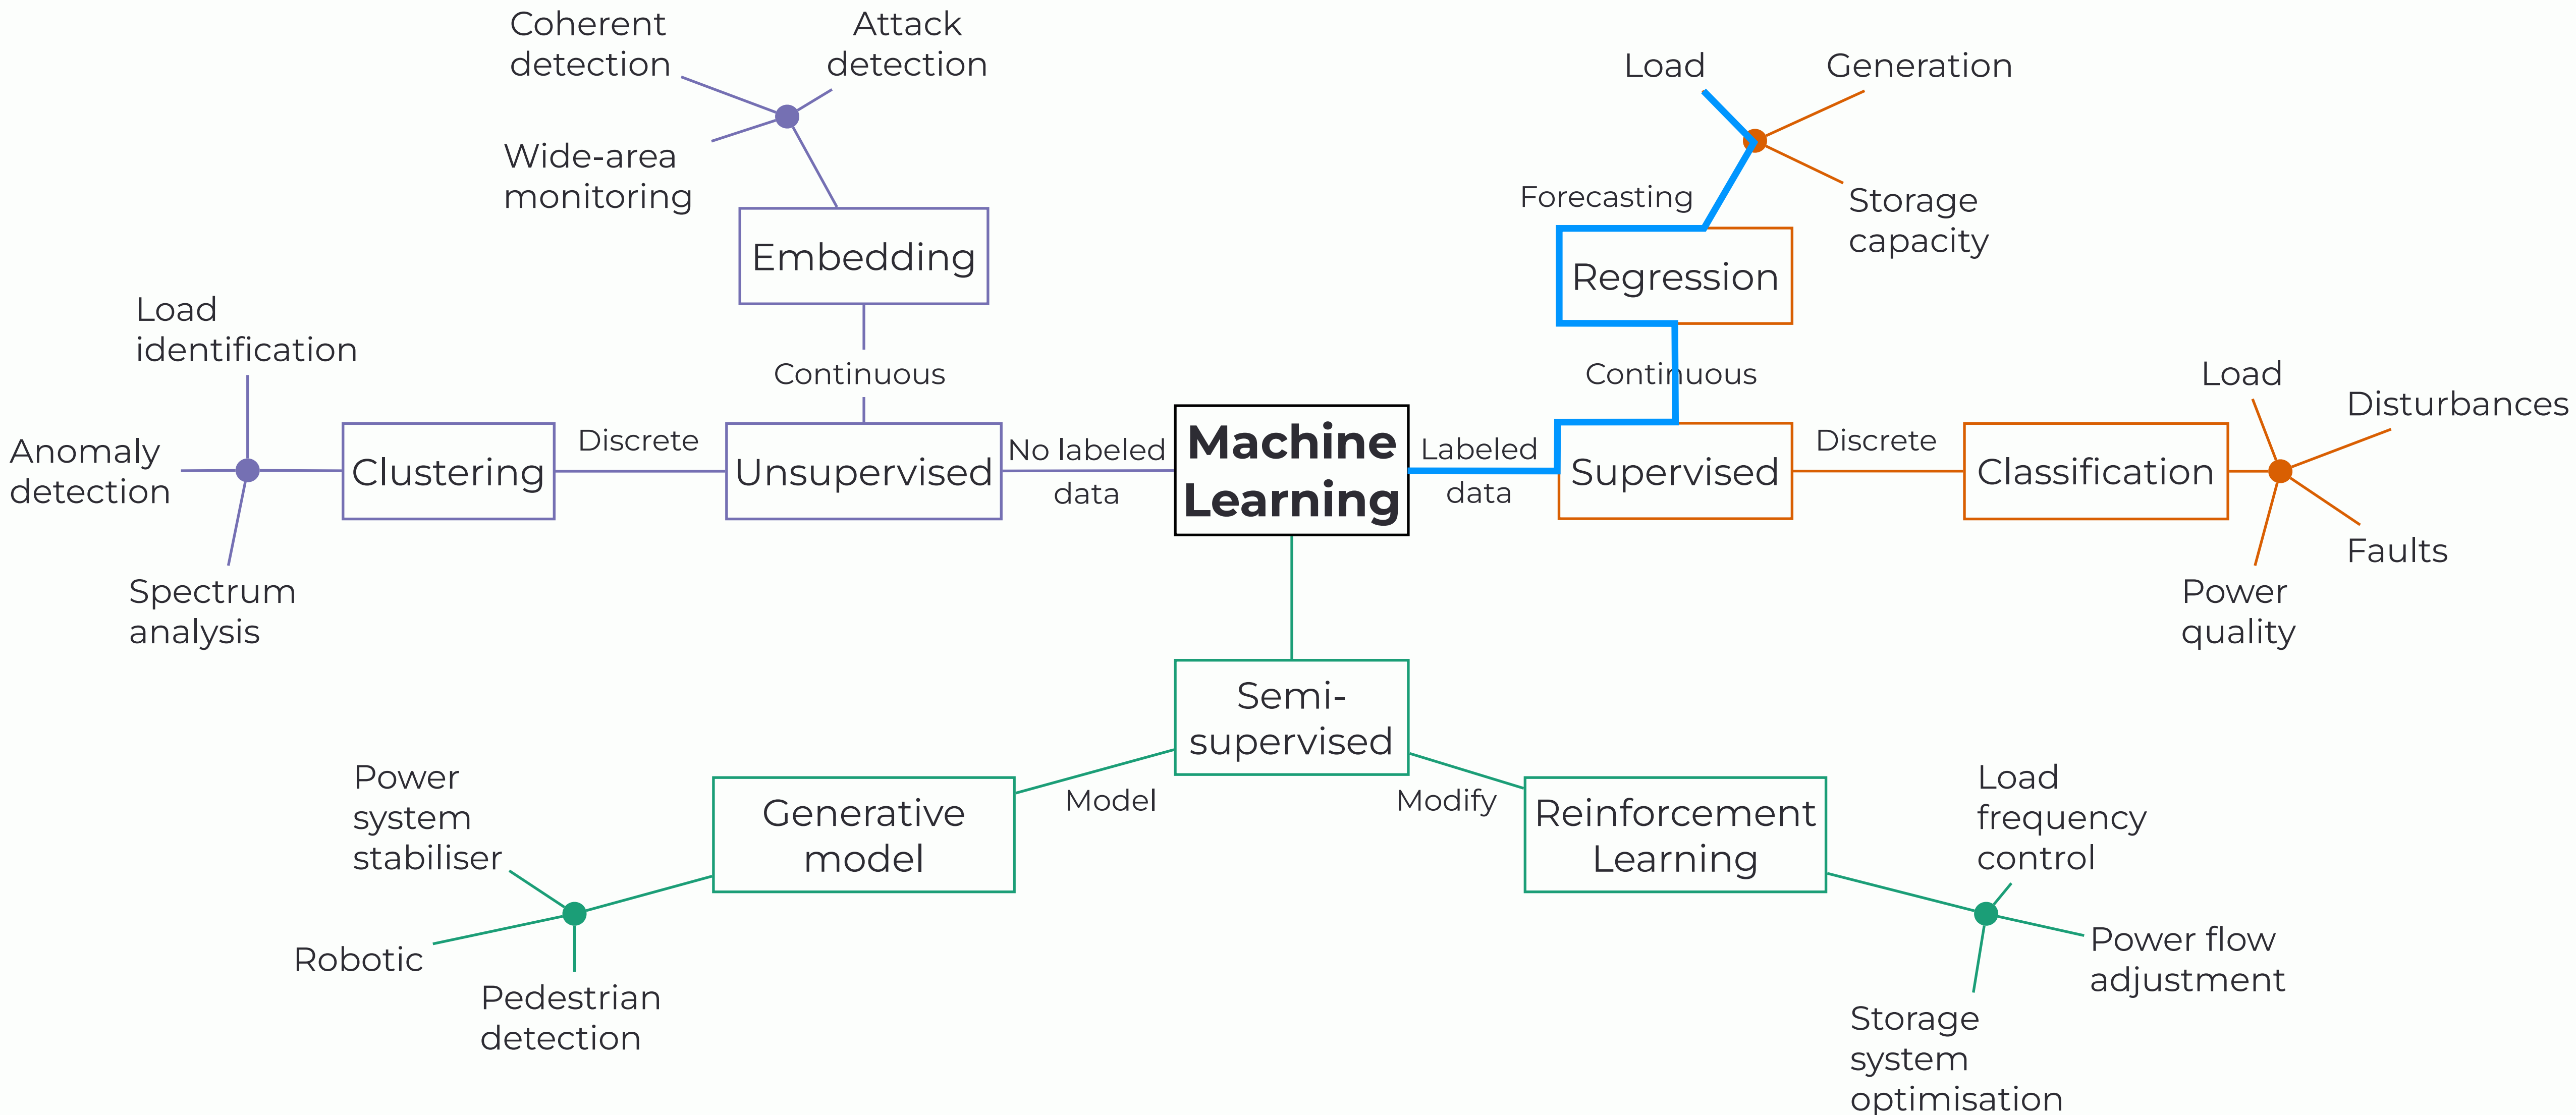 Coherent
detection
Attack
detection
Wide-area
monitoring
Embedding
Continuous
Load
identification
Anomaly
detection
Spectrum
analysis
Clustering
Discrete
Unsupervised
No labeled
data
Machine
Learning
Labeled
data
Supervised
Continuous
Regression
Forecasting
Load
Generation
Storage
capacity
Discrete
Classification
Load
Disturbances
Faults
Power
quality
Semi-
supervised
Model
Generative
model
Power
system
stabiliser
Robotic
Pedestrian
detection
Modify
Reinforcement
Learning
Load
frequency
control
Power flow
adjustment
Storage
system
optimisation